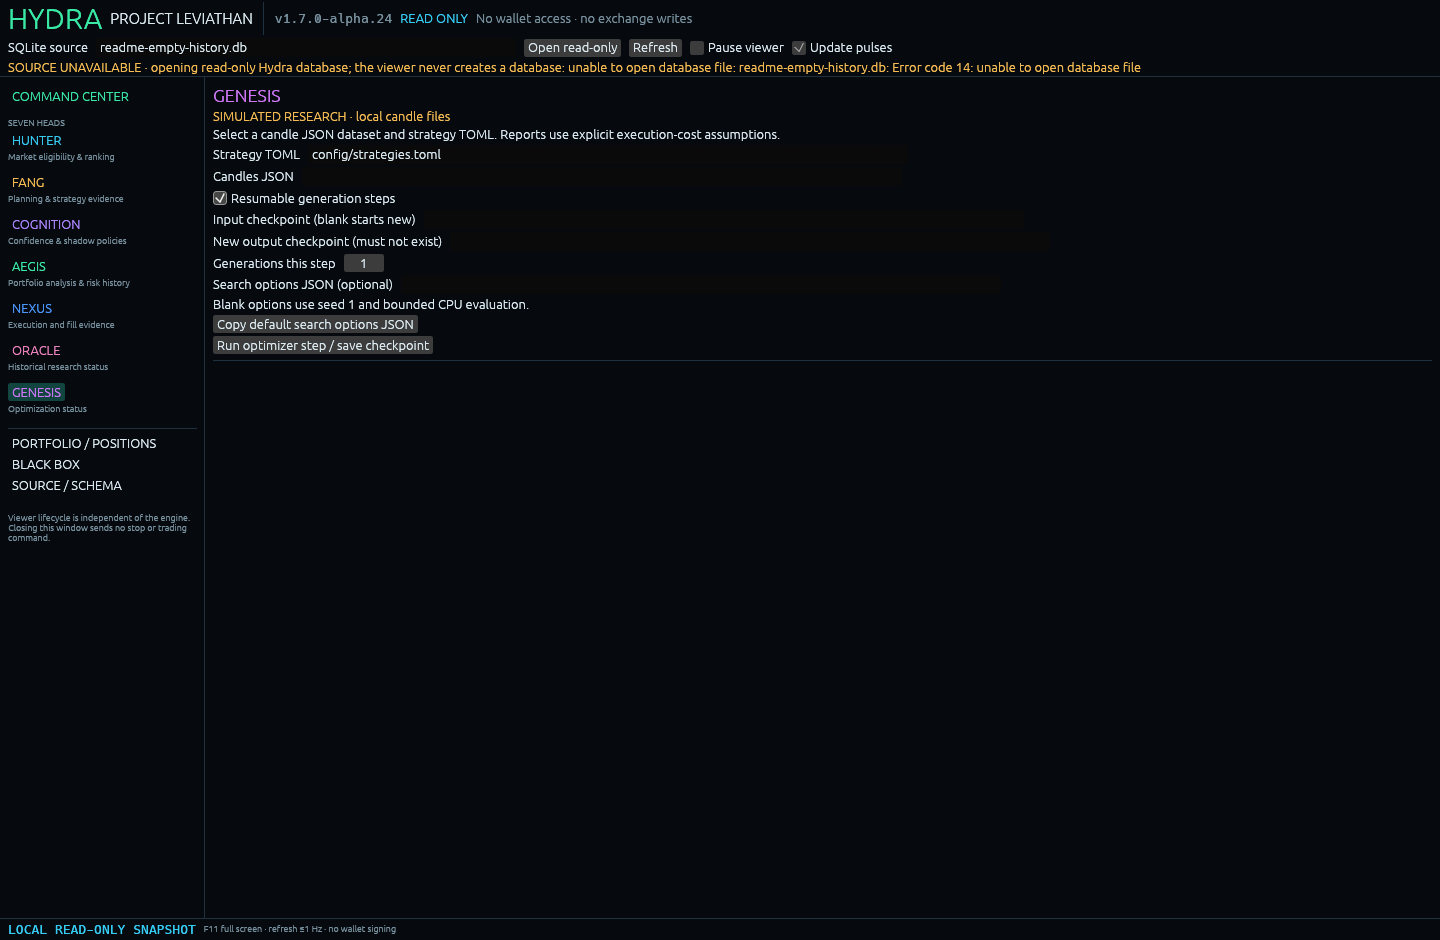 HYDRA PROJECT LEVIATHAN v1.7.0-alpha.24 READ ONLY No wallet access · no exchange writes
SQLite source readme-empty-history.db Open read-only Refresh Pause viewer Update pulses
SOURCE UNAVAILABLE · opening read-only Hydra database; the viewer never creates a database: unable to open database file: readme-empty-history.db: Error code 14: unable to open database file
COMMAND CENTER
SEVEN HEADS
HUNTER
Market eligibility & ranking
FANG
Planning & strategy evidence
COGNITION
Confidence & shadow policies
AEGIS
Portfolio analysis & risk history
NEXUS
Execution and fill evidence
ORACLE
Historical research status
GENESIS
Optimization status
PORTFOLIO / POSITIONS
BLACK BOX
SOURCE / SCHEMA
Viewer lifecycle is independent of the engine.
Closing this window sends no stop or trading
command.
GENESIS
SIMULATED RESEARCH · local candle files
Select a candle JSON dataset and strategy TOML. Reports use explicit execution-cost assumptions.
Strategy TOML config/strategies.toml
Candles JSON
Resumable generation steps
Input checkpoint (blank starts new)
New output checkpoint (must not exist)
Generations this step 1
Search options JSON (optional)
Blank options use seed 1 and bounded CPU evaluation.
Copy default search options JSON
Run optimizer step / save checkpoint
LOCAL READ-ONLY SNAPSHOT F11 full screen · refresh ≤1 Hz · no wallet signing